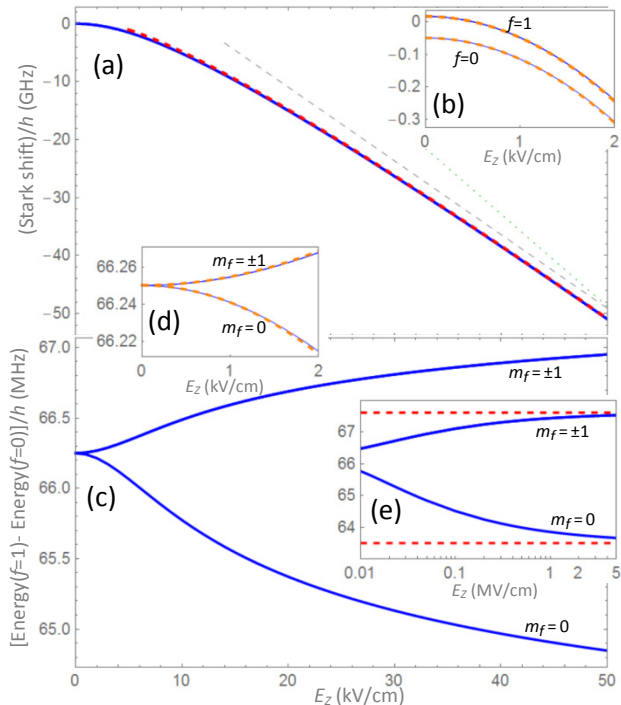 0
−10
−20
−30
−40
−50
(Stark shift)/h (GHz)
(a)
0.0
−0.1
−0.2
−0.3
f=1
f=0
(b)
0
1
2
E_z (kV/cm)
66.26
66.24
66.22
m_f = ±1
(d)
m_f = 0
0
1
2
E_z (kV/cm)
67.0
66.5
66.0
65.5
65.0
[Energy(f=1)- Energy(f=0)]/h (MHz)
m_f = ±1
(c)
m_f = 0
67
66
65
64
m_f = ±1
(e)
m_f = 0
0.01
0.1
1
2
5
E_z (MV/cm)
0
10
20
30
40
50
E_z (kV/cm)